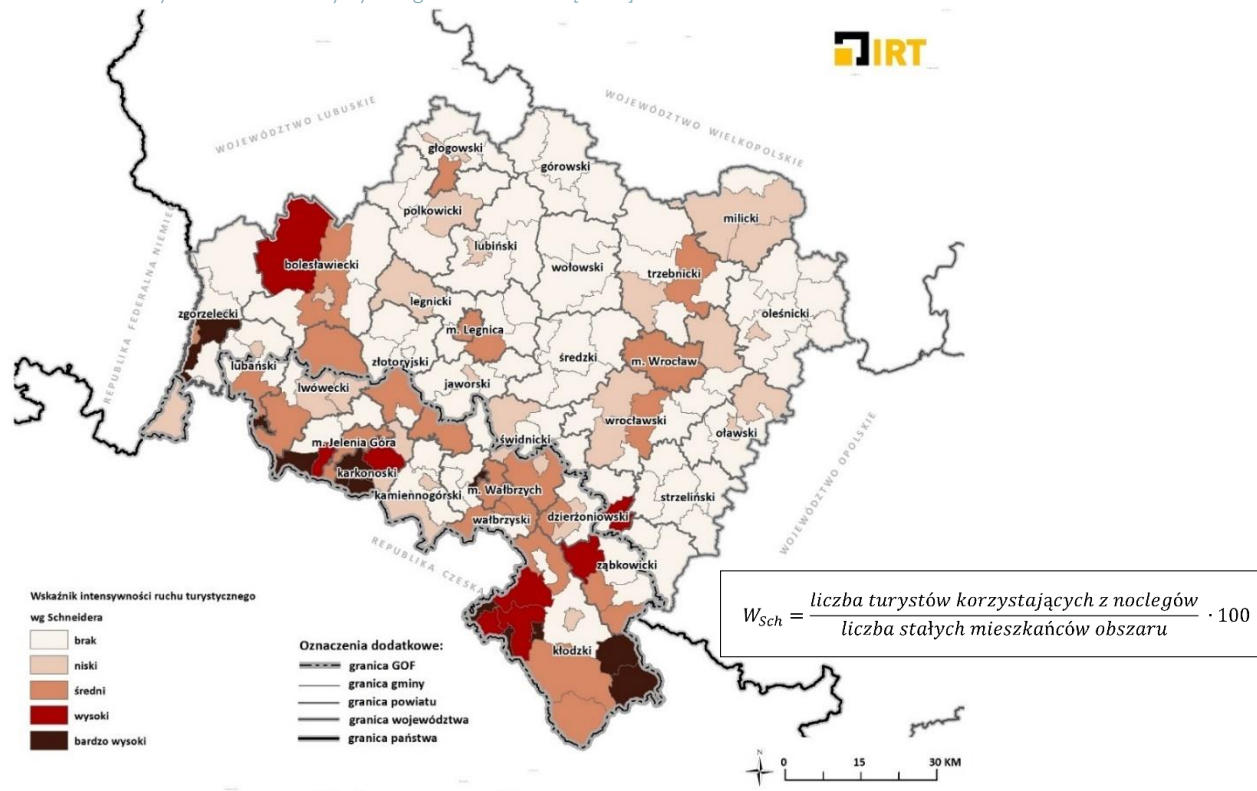 IRT
WOJEWÓDZTWO LUBUSKIE
WOJEWÓDZTWO WIELKOPOLSKIE
REPUBLIKA FEDERALNA NIEMIEC
głogowski
górowski
polkowicki
milicki
lubiński
bolesławiecki
wołowski
trzebnicki
legnicki
zgorzelecki
oleśnicki
m. Legnica
średzki
m. Wrocław
lubański
złotoryjski
lwówecki
jaworski
wrocławski
oławski
świdnicki
m. Jelenia Góra
karkonoski
kamiennogórski
m. Wałbrzych
strzeliński
wałbrzyski
dzierżoniowski
WOJEWÓDZTWO OPOLSKIE
REPUBLIKA CZESKA
ząbkowicki
kłodzki
Wskaźnik intensywności ruchu turystycznego
wg Schneidera
brak
niski
średni
wysoki
bardzo wysoki
Oznaczenia dodatkowe:
granica GOF
granica gminy
granica powiatu
granica województwa
granica państwa
W_Sch = liczba turystów korzystających z noclegów / liczba stałych mieszkańców obszaru · 100
N
0 15 30 KM